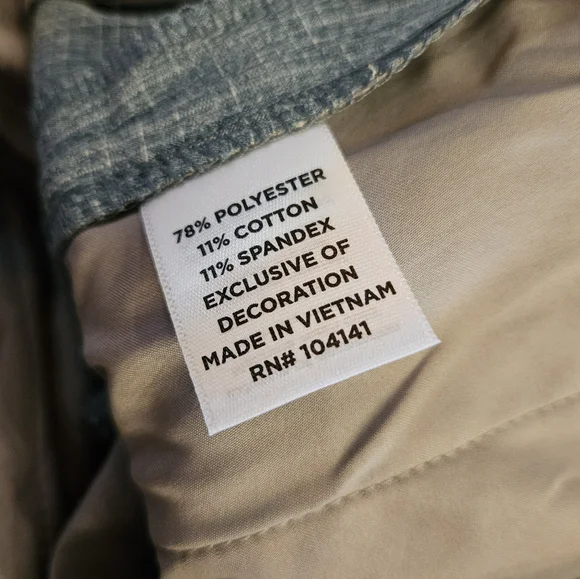 78% POLYESTER
11% COTTON
11% SPANDEX
EXCLUSIVE OF
DECORATION
MADE IN VIETNAM
RN# 104141